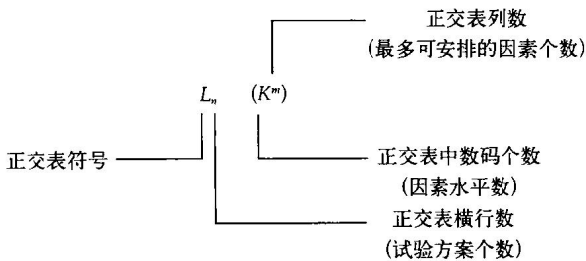 正交表列数
(最多可安排的因素个数)
Lₙ (Kᵐ)
正交表符号
正交表中数码个数
(因素水平数)
正交表横行数
(试验方案个数)